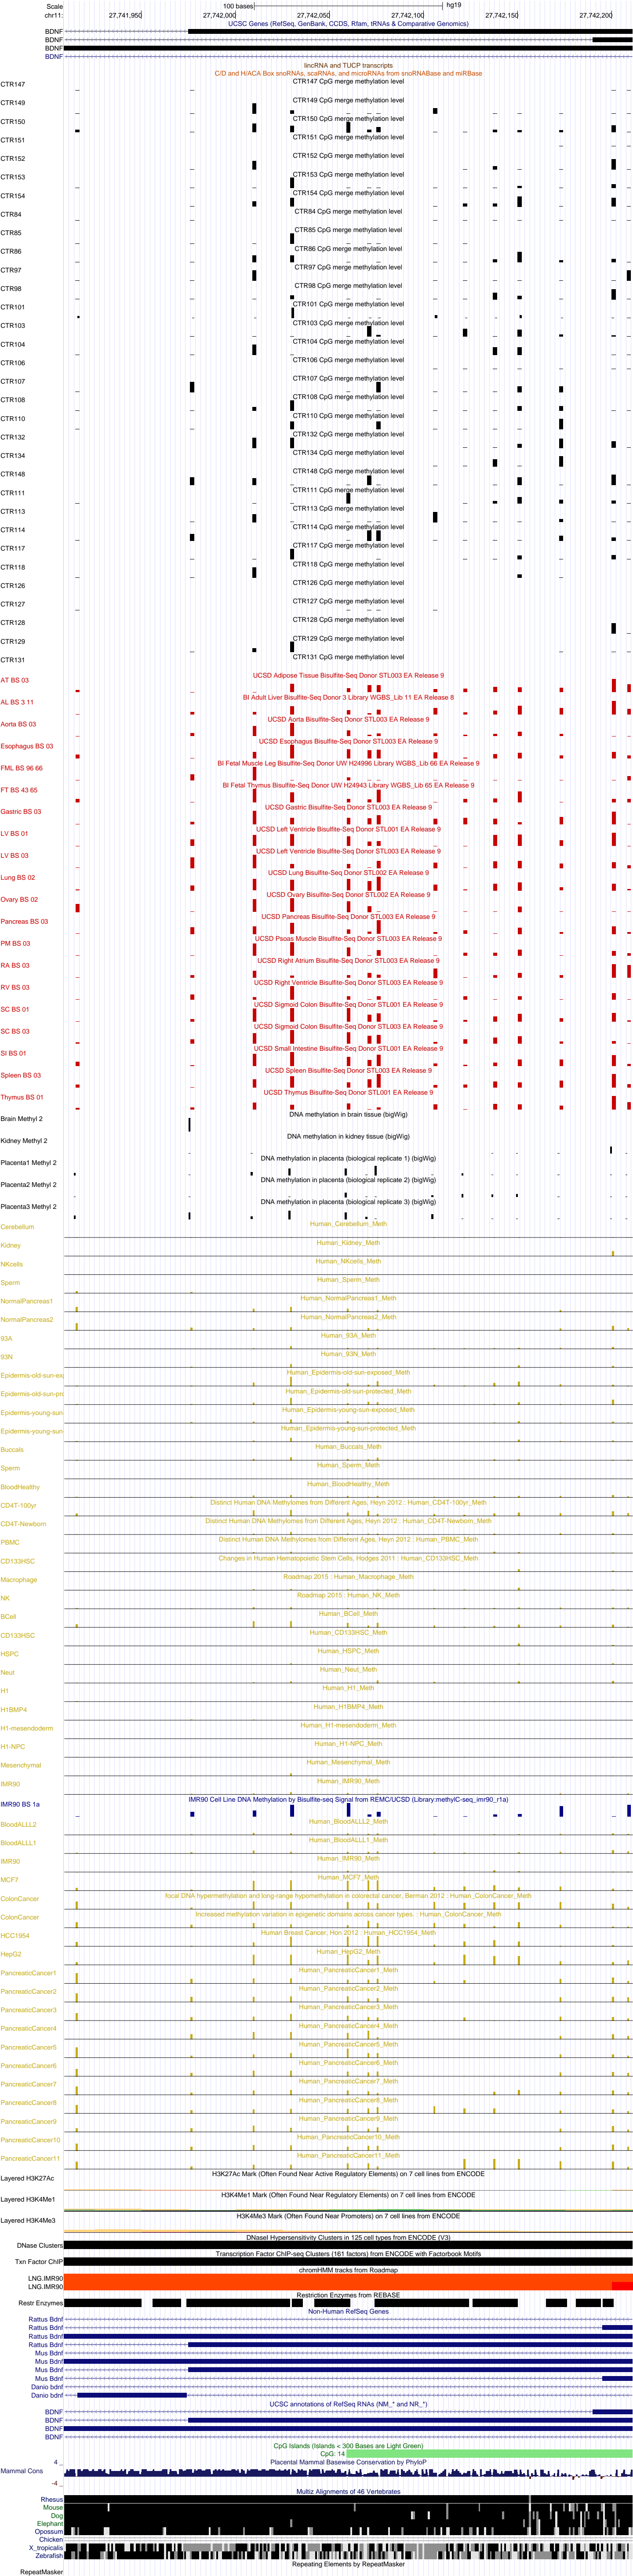 Scale 100 bases hg19
chr11: 27,741,950 27,742,000 27,742,050 27,742,100 27,742,150 27,742,200
UCSC Genes (RefSeq, GenBank, CCDS, Rfam, tRNAs & Comparative Genomics)
BDNF
BDNF
BDNF
BDNF
lincRNA and TUCP transcripts
C/D and H/ACA Box snoRNAs, scaRNAs, and microRNAs from snoRNABase and miRBase
CTR147 CpG merge methylation level
CTR147
CTR149 CpG merge methylation level
CTR149
CTR150 CpG merge methylation level
CTR150
CTR151 CpG merge methylation level
CTR151
CTR152 CpG merge methylation level
CTR152
CTR153 CpG merge methylation level
CTR153
CTR154 CpG merge methylation level
CTR154
CTR84 CpG merge methylation level
CTR84
CTR85 CpG merge methylation level
CTR85
CTR86 CpG merge methylation level
CTR86
CTR97 CpG merge methylation level
CTR97
CTR98 CpG merge methylation level
CTR98
CTR101 CpG merge methylation level
CTR101
CTR103 CpG merge methylation level
CTR103
CTR104 CpG merge methylation level
CTR104
CTR106 CpG merge methylation level
CTR106
CTR107 CpG merge methylation level
CTR107
CTR108 CpG merge methylation level
CTR108
CTR110 CpG merge methylation level
CTR110
CTR132 CpG merge methylation level
CTR132
CTR134 CpG merge methylation level
CTR134
CTR148 CpG merge methylation level
CTR148
CTR111 CpG merge methylation level
CTR111
CTR113 CpG merge methylation level
CTR113
CTR114 CpG merge methylation level
CTR114
CTR117 CpG merge methylation level
CTR117
CTR118 CpG merge methylation level
CTR118
CTR126 CpG merge methylation level
CTR126
CTR127 CpG merge methylation level
CTR127
CTR128 CpG merge methylation level
CTR128
CTR129 CpG merge methylation level
CTR129
CTR131 CpG merge methylation level
CTR131
UCSD Adipose Tissue Bisulfite-Seq Donor STL003 EA Release 9
AT BS 03
BI Adult Liver Bisulfite-Seq Donor 3 Library WGBS_Lib 11 EA Release 8
AL BS 3 11
UCSD Aorta Bisulfite-Seq Donor STL003 EA Release 9
Aorta BS 03
UCSD Esophagus Bisulfite-Seq Donor STL003 EA Release 9
Esophagus BS 03
BI Fetal Muscle Leg Bisulfite-Seq Donor UW H24996 Library WGBS_Lib 66 EA Release 9
FML BS 96 66
BI Fetal Thymus Bisulfite-Seq Donor UW H24943 Library WGBS_Lib 65 EA Release 9
FT BS 43 65
UCSD Gastric Bisulfite-Seq Donor STL003 EA Release 9
Gastric BS 03
UCSD Left Ventricle Bisulfite-Seq Donor STL001 EA Release 9
LV BS 01
UCSD Left Ventricle Bisulfite-Seq Donor STL003 EA Release 9
LV BS 03
UCSD Lung Bisulfite-Seq Donor STL002 EA Release 9
Lung BS 02
UCSD Ovary Bisulfite-Seq Donor STL002 EA Release 9
Ovary BS 02
UCSD Pancreas Bisulfite-Seq Donor STL003 EA Release 9
Pancreas BS 03
UCSD Psoas Muscle Bisulfite-Seq Donor STL003 EA Release 9
PM BS 03
UCSD Right Atrium Bisulfite-Seq Donor STL003 EA Release 9
RA BS 03
UCSD Right Ventricle Bisulfite-Seq Donor STL003 EA Release 9
RV BS 03
UCSD Sigmoid Colon Bisulfite-Seq Donor STL001 EA Release 9
SC BS 01
UCSD Sigmoid Colon Bisulfite-Seq Donor STL003 EA Release 9
SC BS 03
UCSD Small Intestine Bisulfite-Seq Donor STL001 EA Release 9
SI BS 01
UCSD Spleen Bisulfite-Seq Donor STL003 EA Release 9
Spleen BS 03
UCSD Thymus Bisulfite-Seq Donor STL001 EA Release 9
Thymus BS 01
DNA methylation in brain tissue (bigWig)
Brain Methyl 2
DNA methylation in kidney tissue (bigWig)
Kidney Methyl 2
DNA methylation in placenta (biological replicate 1) (bigWig)
Placenta1 Methyl 2
DNA methylation in placenta (biological replicate 2) (bigWig)
Placenta2 Methyl 2
DNA methylation in placenta (biological replicate 3) (bigWig)
Placenta3 Methyl 2
Human_Cerebellum_Meth
Cerebellum
Human_Kidney_Meth
Kidney
Human_NKcells_Meth
NKcells
Human_Sperm_Meth
Sperm
Human_NormalPancreas1_Meth
NormalPancreas1
Human_NormalPancreas2_Meth
NormalPancreas2
Human_93A_Meth
93A
Human_93N_Meth
93N
Human_Epidermis-old-sun-exposed_Meth
Epidermis-old-sun-ex
Human_Epidermis-old-sun-protected_Meth
Epidermis-old-sun-pro
Human_Epidermis-young-sun-exposed_Meth
Epidermis-young-sun
Human_Epidermis-young-sun-protected_Meth
Epidermis-young-sun
Human_Buccals_Meth
Buccals
Human_Sperm_Meth
Sperm
Human_BloodHealthy_Meth
BloodHealthy
Distinct Human DNA Methylomes from Different Ages, Heyn 2012 : Human_CD4T-100yr_Meth
CD4T-100yr
Distinct Human DNA Methylomes from Different Ages, Heyn 2012 : Human_CD4T-Newborn_Meth
CD4T-Newborn
Distinct Human DNA Methylomes from Different Ages, Heyn 2012 : Human_PBMC_Meth
PBMC
Changes in Human Hematopoietic Stem Cells, Hodges 2011 : Human_CD133HSC_Meth
CD133HSC
Roadmap 2015 : Human_Macrophage_Meth
Macrophage
Roadmap 2015 : Human_NK_Meth
NK
Human_BCell_Meth
BCell
Human_CD133HSC_Meth
CD133HSC
Human_HSPC_Meth
HSPC
Human_Neut_Meth
Neut
Human_H1_Meth
H1
Human_H1BMP4_Meth
H1BMP4
Human_H1-mesendoderm_Meth
H1-mesendoderm
Human_H1-NPC_Meth
H1-NPC
Human_Mesenchymal_Meth
Mesenchymal
Human_IMR90_Meth
IMR90
IMR90 Cell Line DNA Methylation by Bisulfite-seq Signal from REMC/UCSD (Library:methylC-seq_imr90_r1a)
IMR90 BS 1a
Human_BloodALLL2_Meth
BloodALLL2
Human_BloodALLL1_Meth
BloodALLL1
Human_IMR90_Meth
IMR90
Human_MCF7_Meth
MCF7
focal DNA hypermethylation and long-range hypomethylation in colorectal cancer, Berman 2012 : Human_ColonCancer_Meth
ColonCancer
Increased methylation variation in epigenetic domains across cancer types. : Human_ColonCancer_Meth
ColonCancer
Human Breast Cancer, Hon 2012 : Human_HCC1954_Meth
HCC1954
Human_HepG2_Meth
HepG2
Human_PancreaticCancer1_Meth
PancreaticCancer1
Human_PancreaticCancer2_Meth
PancreaticCancer2
Human_PancreaticCancer3_Meth
PancreaticCancer3
Human_PancreaticCancer4_Meth
PancreaticCancer4
Human_PancreaticCancer5_Meth
PancreaticCancer5
Human_PancreaticCancer6_Meth
PancreaticCancer6
Human_PancreaticCancer7_Meth
PancreaticCancer7
Human_PancreaticCancer8_Meth
PancreaticCancer8
Human_PancreaticCancer9_Meth
PancreaticCancer9
Human_PancreaticCancer10_Meth
PancreaticCancer10
Human_PancreaticCancer11_Meth
PancreaticCancer11
H3K27Ac Mark (Often Found Near Active Regulatory Elements) on 7 cell lines from ENCODE
Layered H3K27Ac
H3K4Me1 Mark (Often Found Near Regulatory Elements) on 7 cell lines from ENCODE
Layered H3K4Me1
H3K4Me3 Mark (Often Found Near Promoters) on 7 cell lines from ENCODE
Layered H3K4Me3
DNaseI Hypersensitivity Clusters in 125 cell types from ENCODE (V3)
DNase Clusters
Transcription Factor ChIP-seq Clusters (161 factors) from ENCODE with Factorbook Motifs
Txn Factor ChIP
chromHMM tracks from Roadmap
LNG.IMR90
LNG.IMR90
Restriction Enzymes from REBASE
Restr Enzymes
Non-Human RefSeq Genes
Rattus Bdnf
Rattus Bdnf
Rattus Bdnf
Rattus Bdnf
Mus Bdnf
Mus Bdnf
Mus Bdnf
Mus Bdnf
Danio bdnf
Danio bdnf
UCSC annotations of RefSeq RNAs (NM_* and NR_*)
BDNF
BDNF
BDNF
BDNF
CpG Islands (Islands < 300 Bases are Light Green)
CpG: 14
Placental Mammal Basewise Conservation by PhyloP
4 _
Mammal Cons
-4 _
Multiz Alignments of 46 Vertebrates
Rhesus
Mouse
Dog
Elephant
Opossum
Chicken
X_tropicalis
Zebrafish
Repeating Elements by RepeatMasker
RepeatMasker